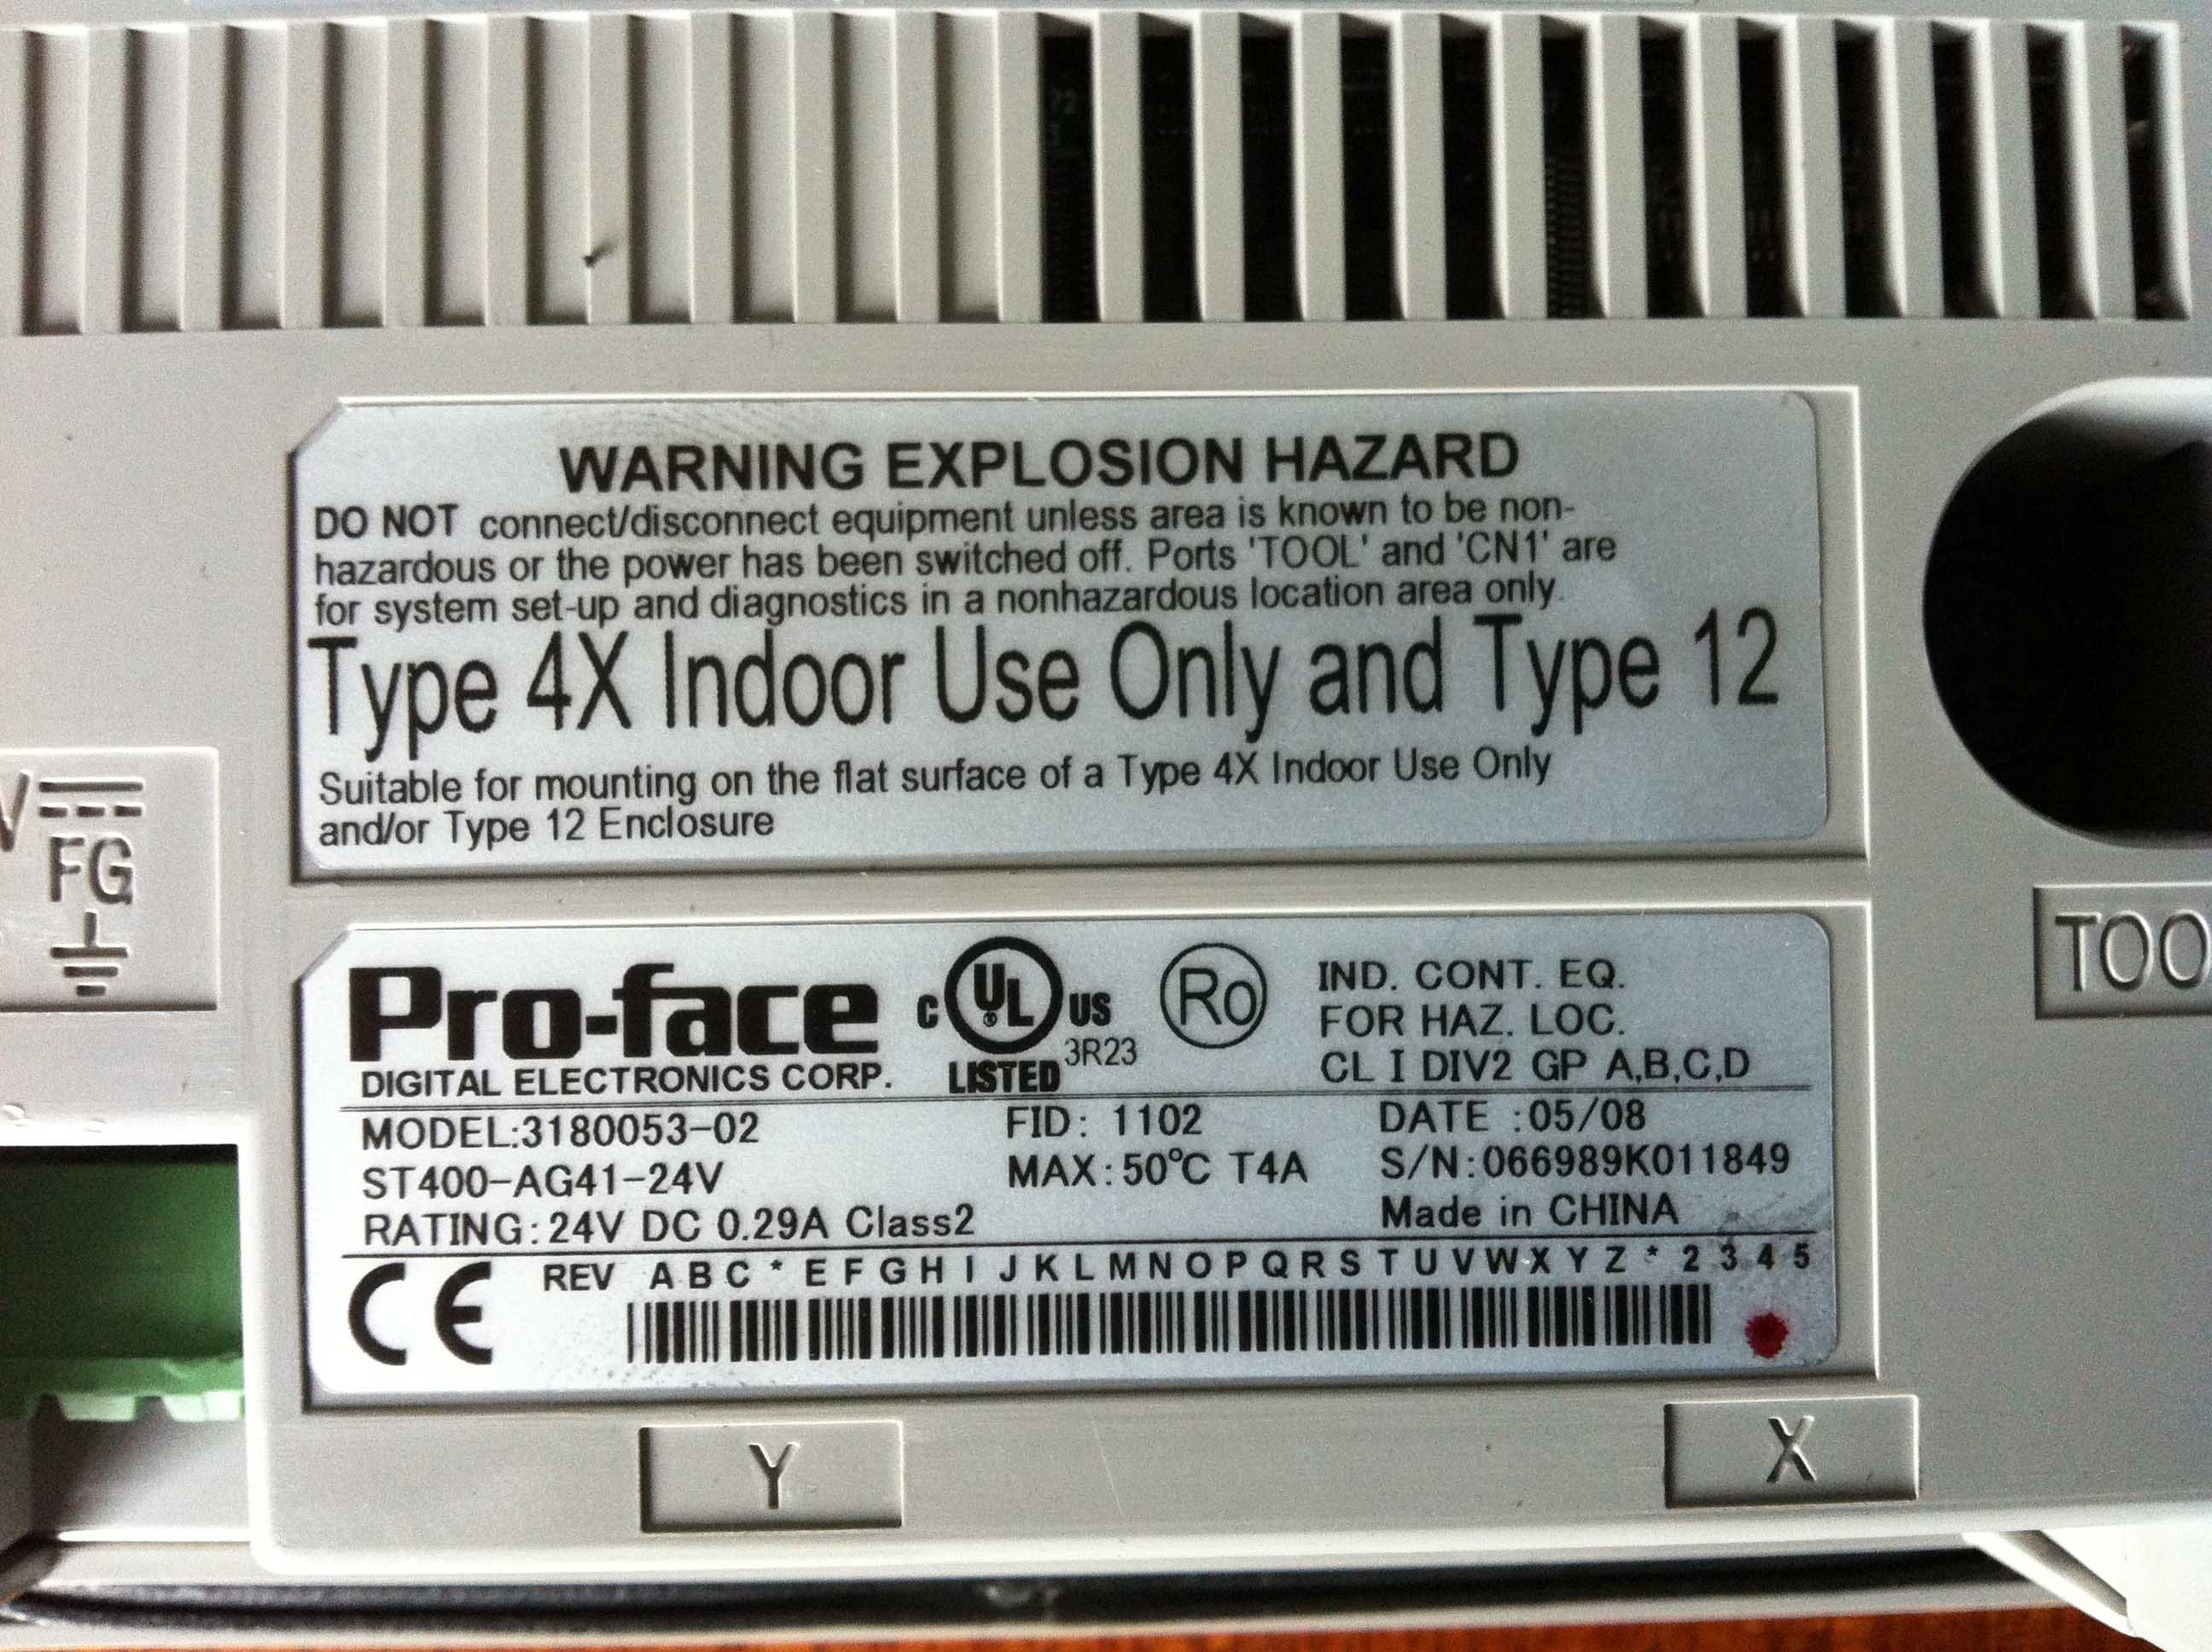 WARNING EXPLOSION HAZARD
DO NOT connect/disconnect equipment unless area is known to be non-
hazardous or the power has been switched off. Ports 'TOOL' and 'CN1' are
for system set-up and diagnostics in a nonhazardous location area only.
Type 4X Indoor Use Only and Type 12
Suitable for mounting on the flat surface of a Type 4X Indoor Use Only
and/or Type 12 Enclosure
V
FG
TOO
Pro-face
DIGITAL ELECTRONICS CORP.
C UL US
LISTED 3R23
Ro
IND. CONT. EQ.
FOR HAZ. LOC.
CL I DIV2 GP A,B,C,D
MODEL:3180053-02 FID: 1102 DATE :05/08
ST400-AG41-24V MAX:50℃ T4A S/N:066989K011849
RATING:24V DC 0.29A Class2 Made in CHINA
CE REV A B C * E F G H I J K L M N O P Q R S T U V W X Y Z * 2 3 4 5
Y X